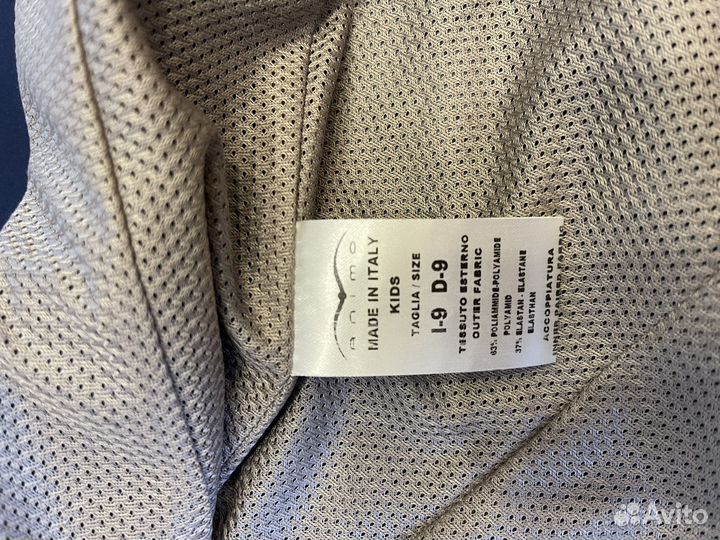 animo
MADE IN ITALY
KIDS
TAGLIA / SIZE
I-9 D-9
TESSUTO ESTERNO
OUTER FABRIC
63% POLIAMMIDE-POLYAMIDE
POLYAMID
37% ELASTAN - ELASTANE
ELASTHAN
ACCOPPIATURA
Avito